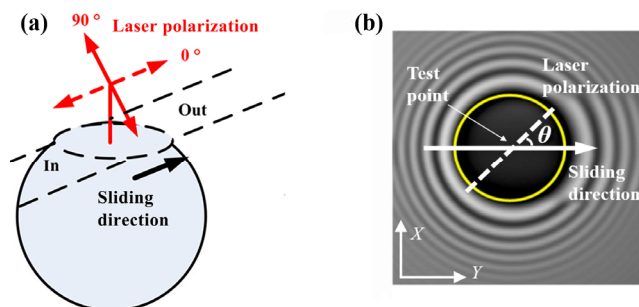 (a)
90 °
Laser polarization
0 °
Out
In
Sliding
direction
(b)
Test
point
Laser
polarization
θ
Sliding
direction
X
Y